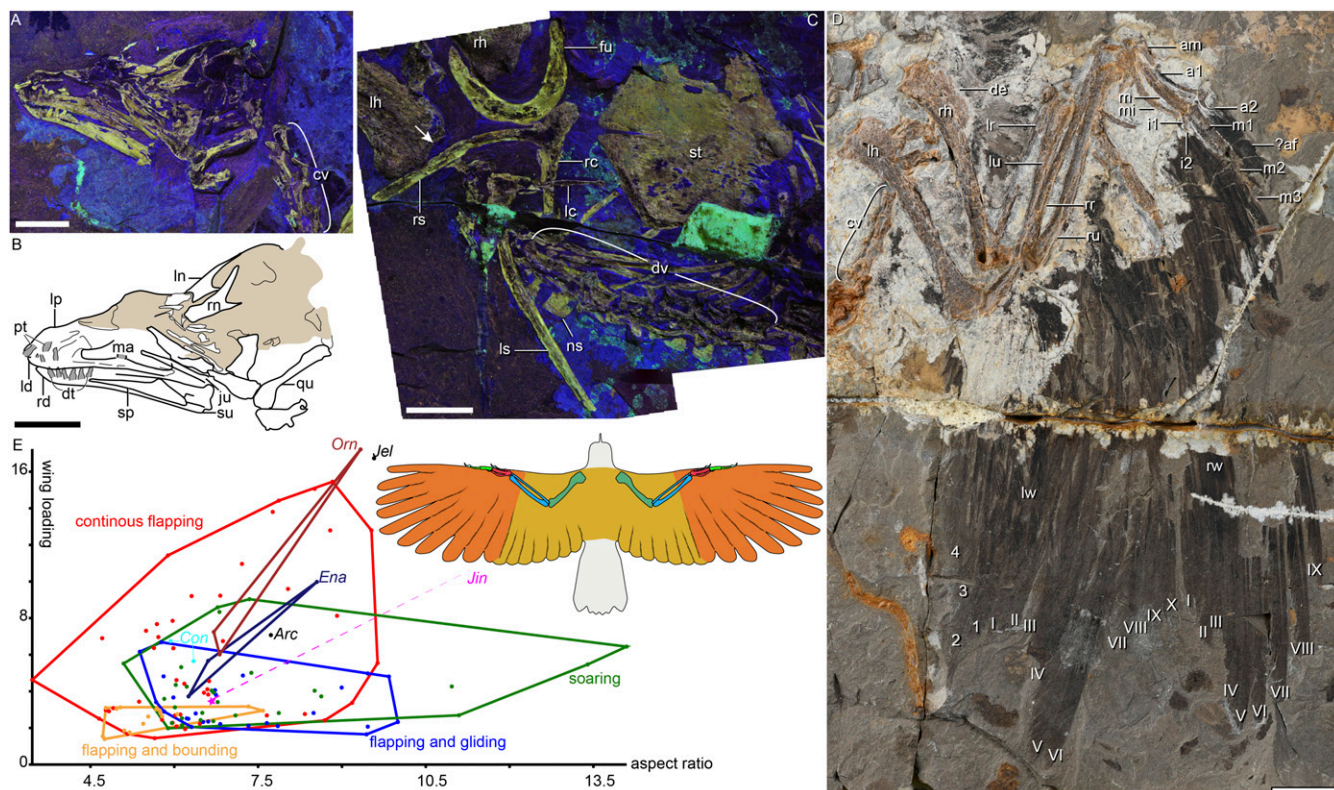 A
cv
B
ln
lp
rn
pt
ma
ld
rd
dt
sp
ju
su
qu
C
rh
fu
lh
rc
st
rs
lc
dv
ls
ns
D
am
a1
de
rh
m
mi
a2
lr
i1
m1
lh
lu
i2
?af
m2
cv
rr
m3
ru
rw
lw
4
IX
3
1
I
II
III
VIII
IX
X
I
II
III
2
VII
VIII
IV
IV
VII
V
VI
V
VI
E
wing loading
16
12
8
4
0
4.5
7.5
10.5
13.5
aspect ratio
Orn
Jel
continous flapping
Ena
Jin
Con
Arc
soaring
flapping and bounding
flapping and gliding